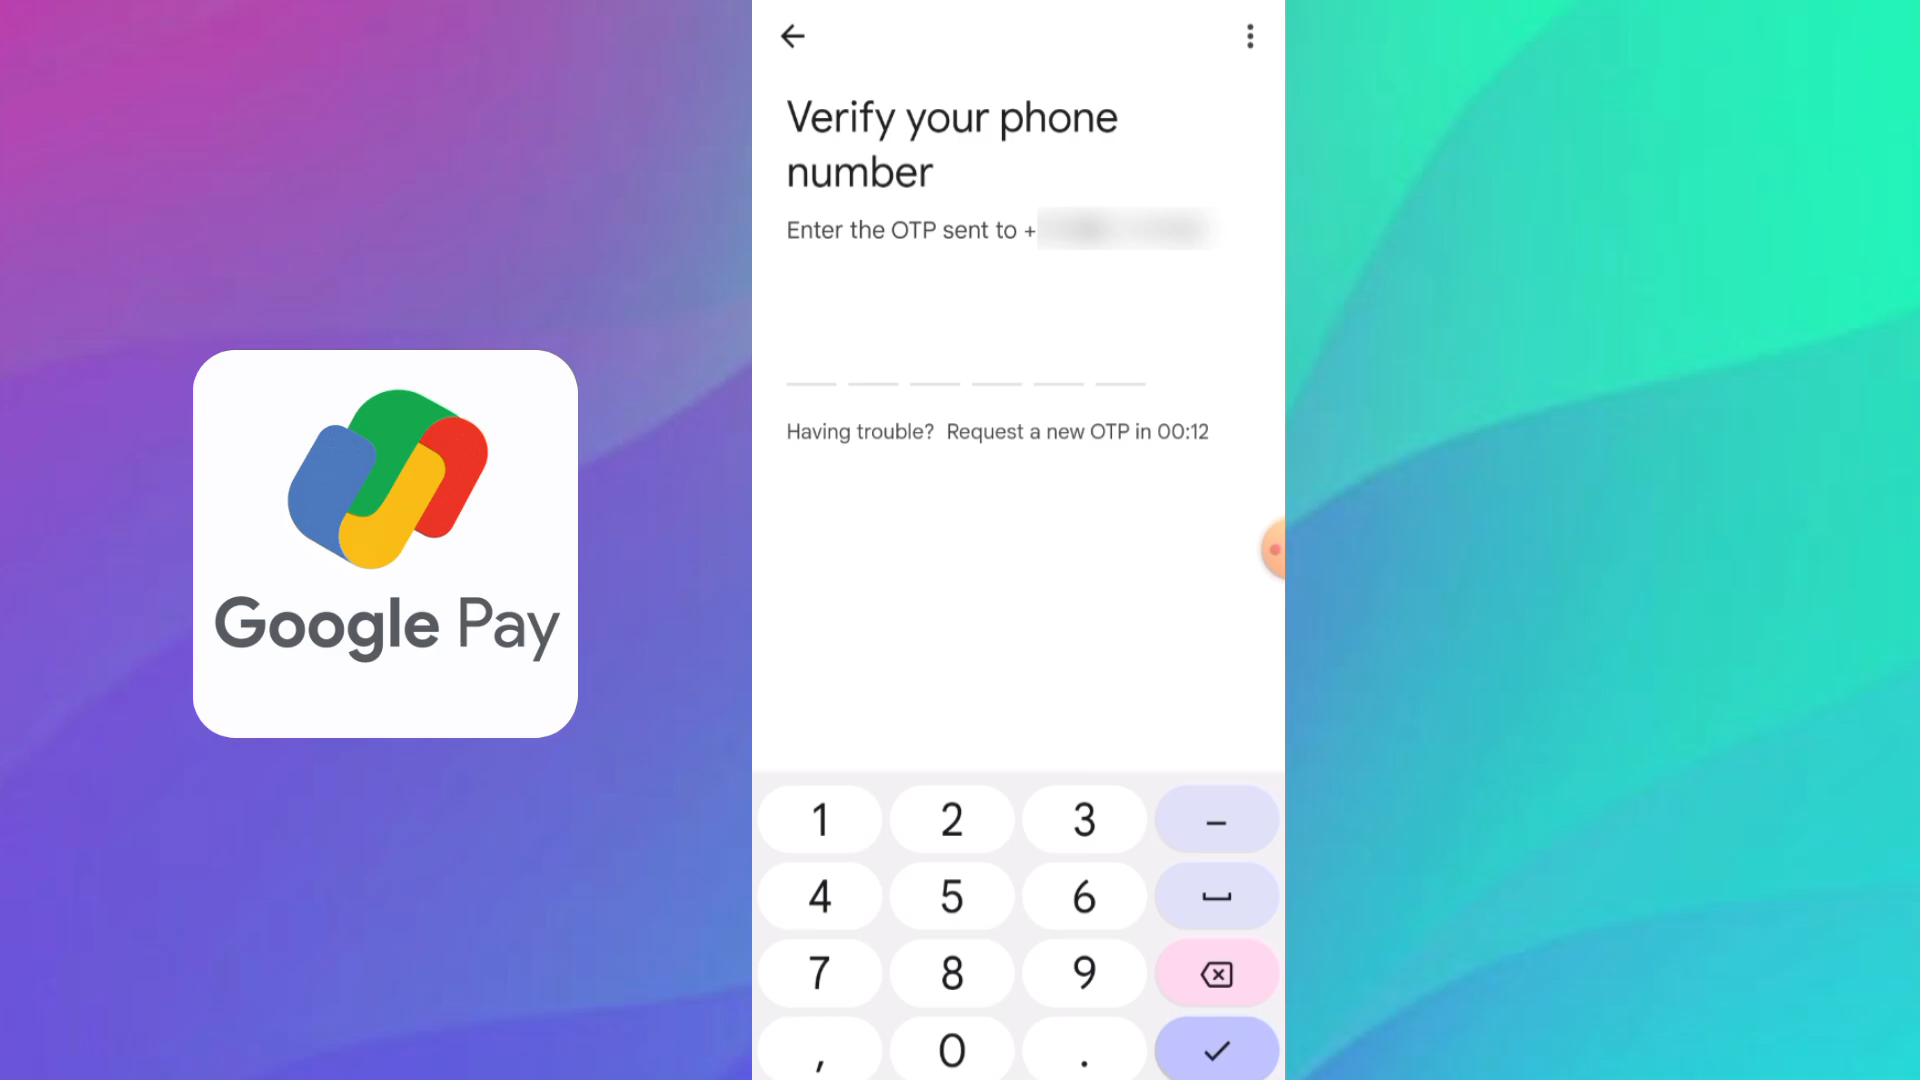 Verify your phone
number
Enter the OTP sent to +
Having trouble? Request a new OTP in 00:12
Google Pay
1 2 3 –
4 5 6
7 8 9
, 0 .